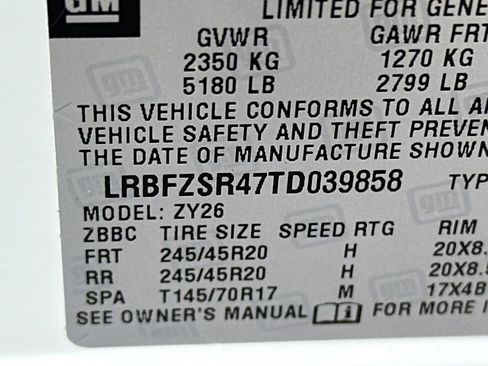 GM
LIMITED FOR GENE
GVWR GAWR FRT
2350 KG 1270 KG
5180 LB 2799 LB
THIS VEHICLE CONFORMS TO ALL A
VEHICLE SAFETY AND THEFT PREVEN
THE DATE OF MANUFACTURE SHOWN
LRBFZSR47TD039858 TYP
MODEL: ZY26
ZBBC TIRE SIZE SPEED RTG RIM
FRT 245/45R20 H 20X8.
RR 245/45R20 H 20X8.5
SPA T145/70R17 M 17X4B
SEE OWNER'S MANUAL i FOR MORE I